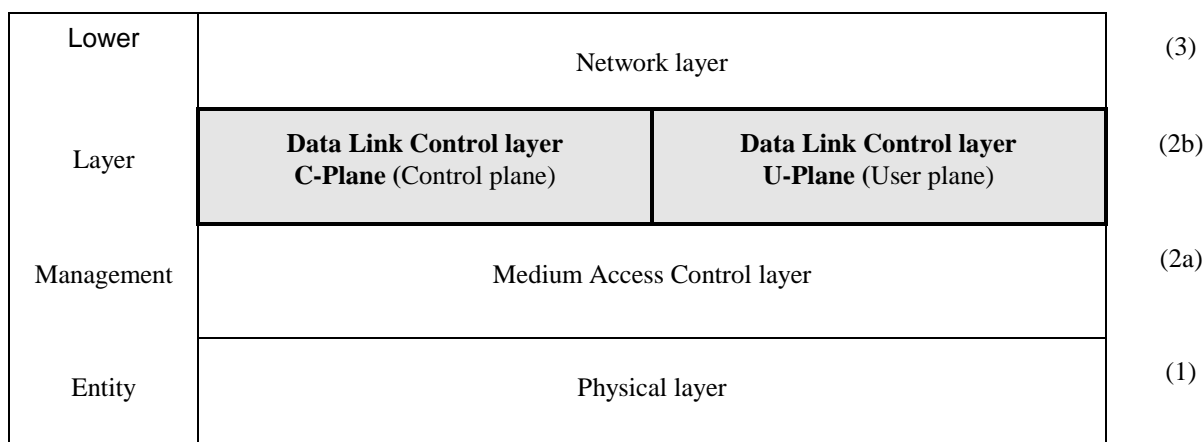 Lower
Network layer
(3)
Layer
Data Link Control layer
C-Plane (Control plane)
Data Link Control layer
U-Plane (User plane)
(2b)
Management
Medium Access Control layer
(2a)
Entity
Physical layer
(1)